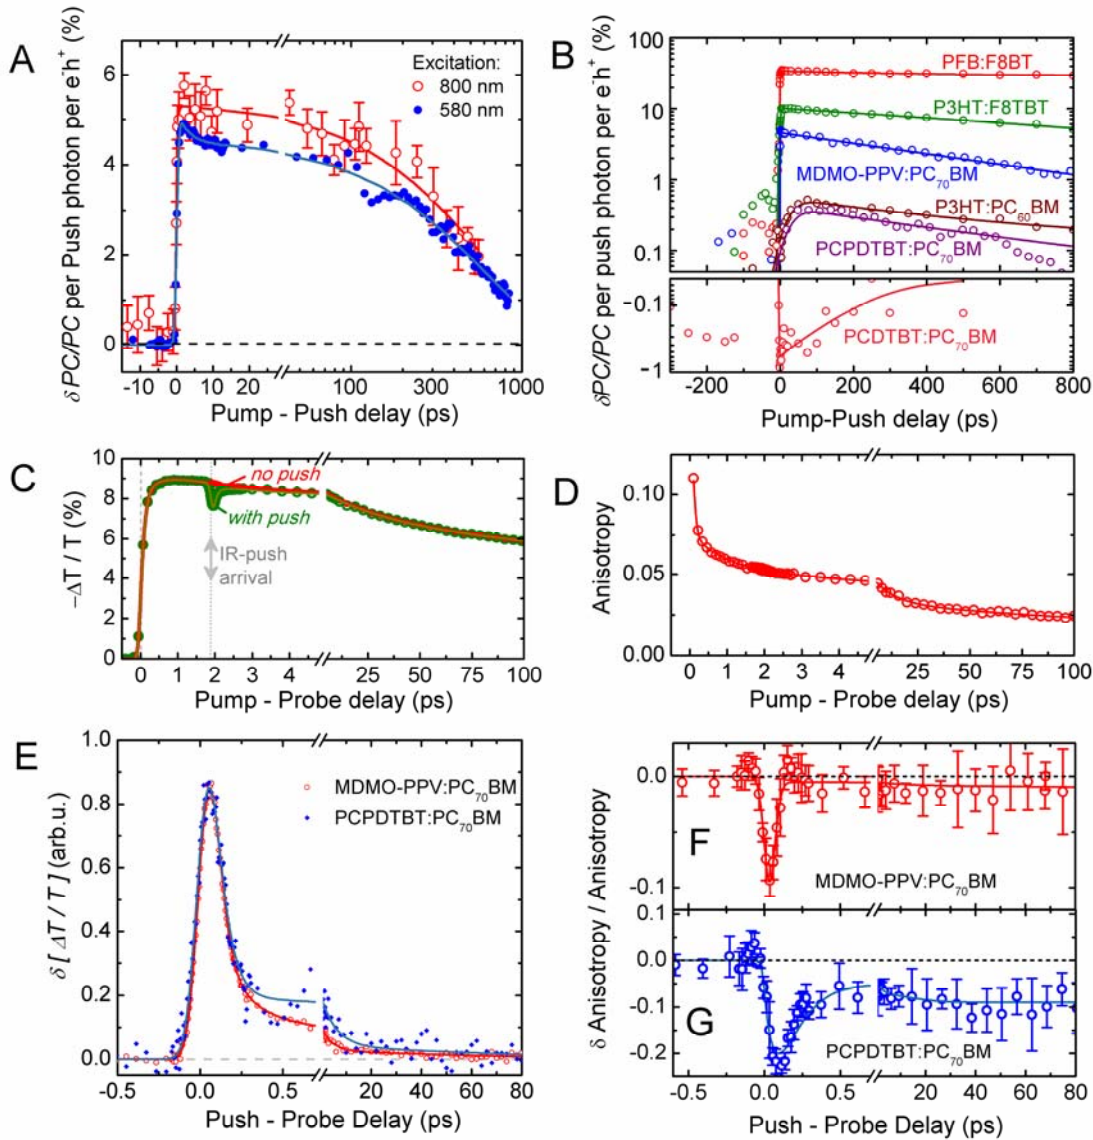 A
δPC/PC per Push photon per e⁻h⁺ (%)
6
4
2
0
Excitation:
800 nm
580 nm
-10 0 10 20 100 300 1000
Pump - Push delay (ps)
B
δPC/PC per push photon per e⁻h⁺ (%)
100
10
1
0.1
-0.1
-1
PFB:F8BT
P3HT:F8TBT
MDMO-PPV:PC₇₀BM
P3HT:PC₆₀BM
PCPDTBT:PC₇₀BM
PCDTBT:PC₇₀BM
-200 0 200 400 600 800
Pump-Push delay (ps)
C
−ΔT / T (%)
10
8
6
4
2
0
no push
with push
IR-push
arrival
0 1 2 3 4 25 50 75 100
Pump - Probe delay (ps)
D
Anisotropy
0.10
0.05
0.00
0 1 2 3 4 25 50 75 100
Pump - Probe delay (ps)
E
δ [ ΔT / T ] (arb.u.)
1.0
0.8
0.6
0.4
0.2
0.0
MDMO-PPV:PC₇₀BM
PCPDTBT:PC₇₀BM
-0.5 0.0 0.5 20 40 60 80
Push - Probe Delay (ps)
δ Anisotropy / Anisotropy
0.0
-0.1
F
MDMO-PPV:PC₇₀BM
0.1
0.0
-0.1
-0.2
G
PCPDTBT:PC₇₀BM
-0.5 0.0 0.5 20 40 60 80
Push - Probe Delay (ps)